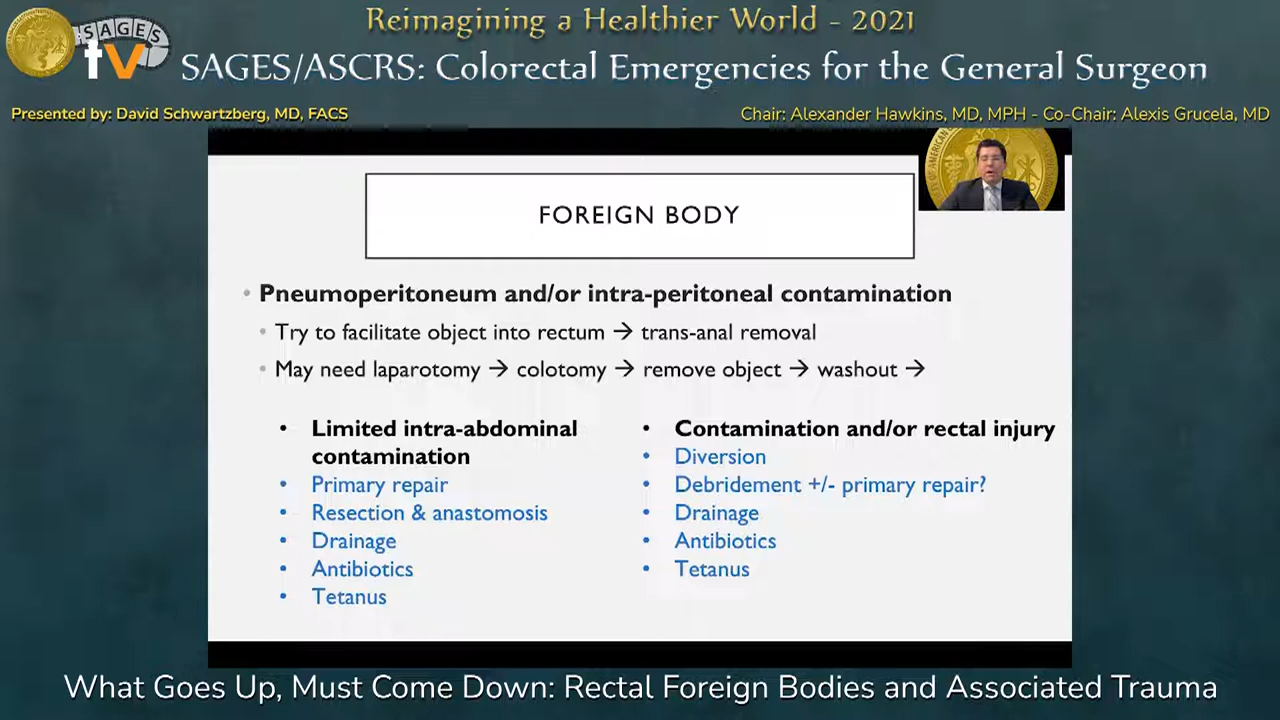 Reimagining a Healthier World - 2021
SAGES
tv
SAGES/ASCRS: Colorectal Emergencies for the General Surgeon
Presented by: David Schwartzberg, MD, FACS
Chair: Alexander Hawkins, MD, MPH - Co-Chair: Alexis Grucela, MD
FOREIGN BODY
• Pneumoperitoneum and/or intra-peritoneal contamination
• Try to facilitate object into rectum → trans-anal removal
• May need laparotomy → colotomy → remove object → washout →
• Limited intra-abdominal
contamination
• Primary repair
• Resection & anastomosis
• Drainage
• Antibiotics
• Tetanus
• Contamination and/or rectal injury
• Diversion
• Debridement +/- primary repair?
• Drainage
• Antibiotics
• Tetanus
What Goes Up, Must Come Down: Rectal Foreign Bodies and Associated Trauma